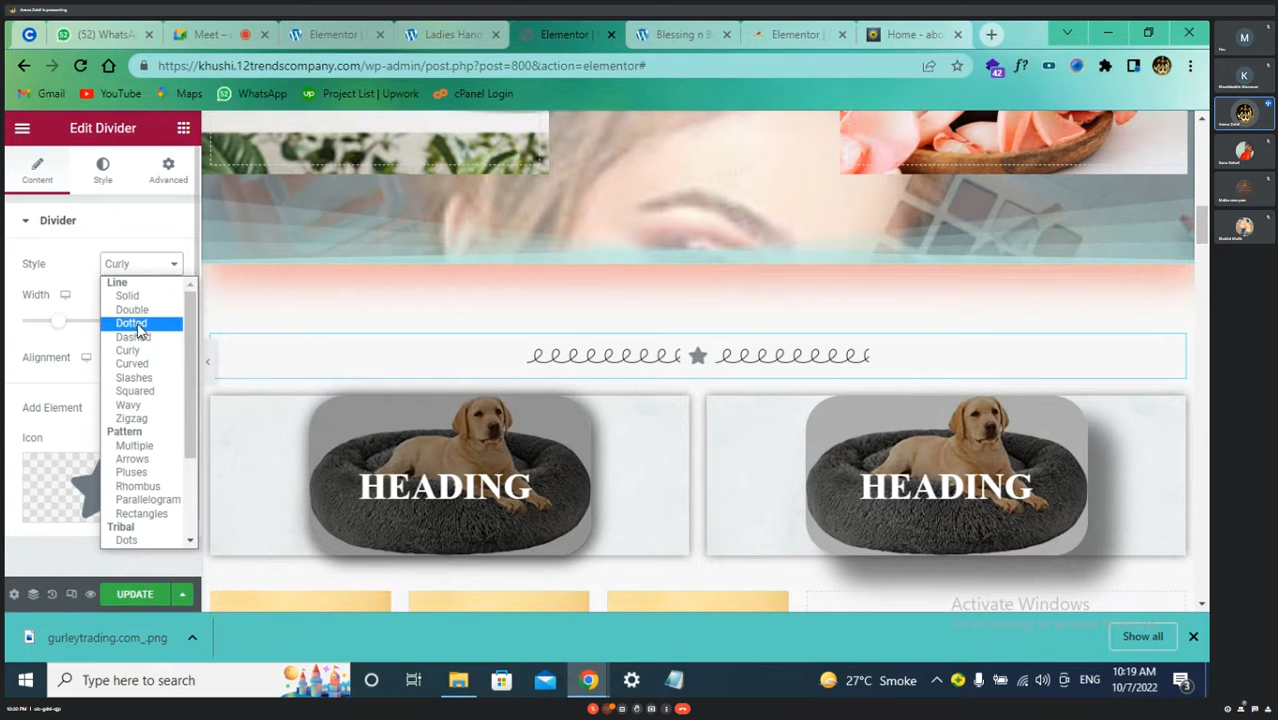 (52) WhatsA
Meet –
Elementor |
Ladies Hand
Elementor |
Blessing n B
Elementor |
Home - abo
https://khushi.12trendscompany.com/wp-admin/post.php?post=800&action=elementor#
42
f?
Gmail
YouTube
Maps
WhatsApp
Project List | Upwork
cPanel Login
Edit Divider
Content
Style
Advanced
Divider
Style
Curly
Width
Alignment
Add Element
Icon
Line
Solid
Double
Dotted
Dashed
Curly
Curved
Slashes
Squared
Wavy
Zigzag
Pattern
Multiple
Arrows
Pluses
Rhombus
Parallelogram
Rectangles
Tribal
Dots
HEADING
HEADING
UPDATE
Activate Windows
gurleytrading.com_.png
Show all
Type here to search
27°C Smoke
ENG
10:19 AM
10/7/2022
3
M
K